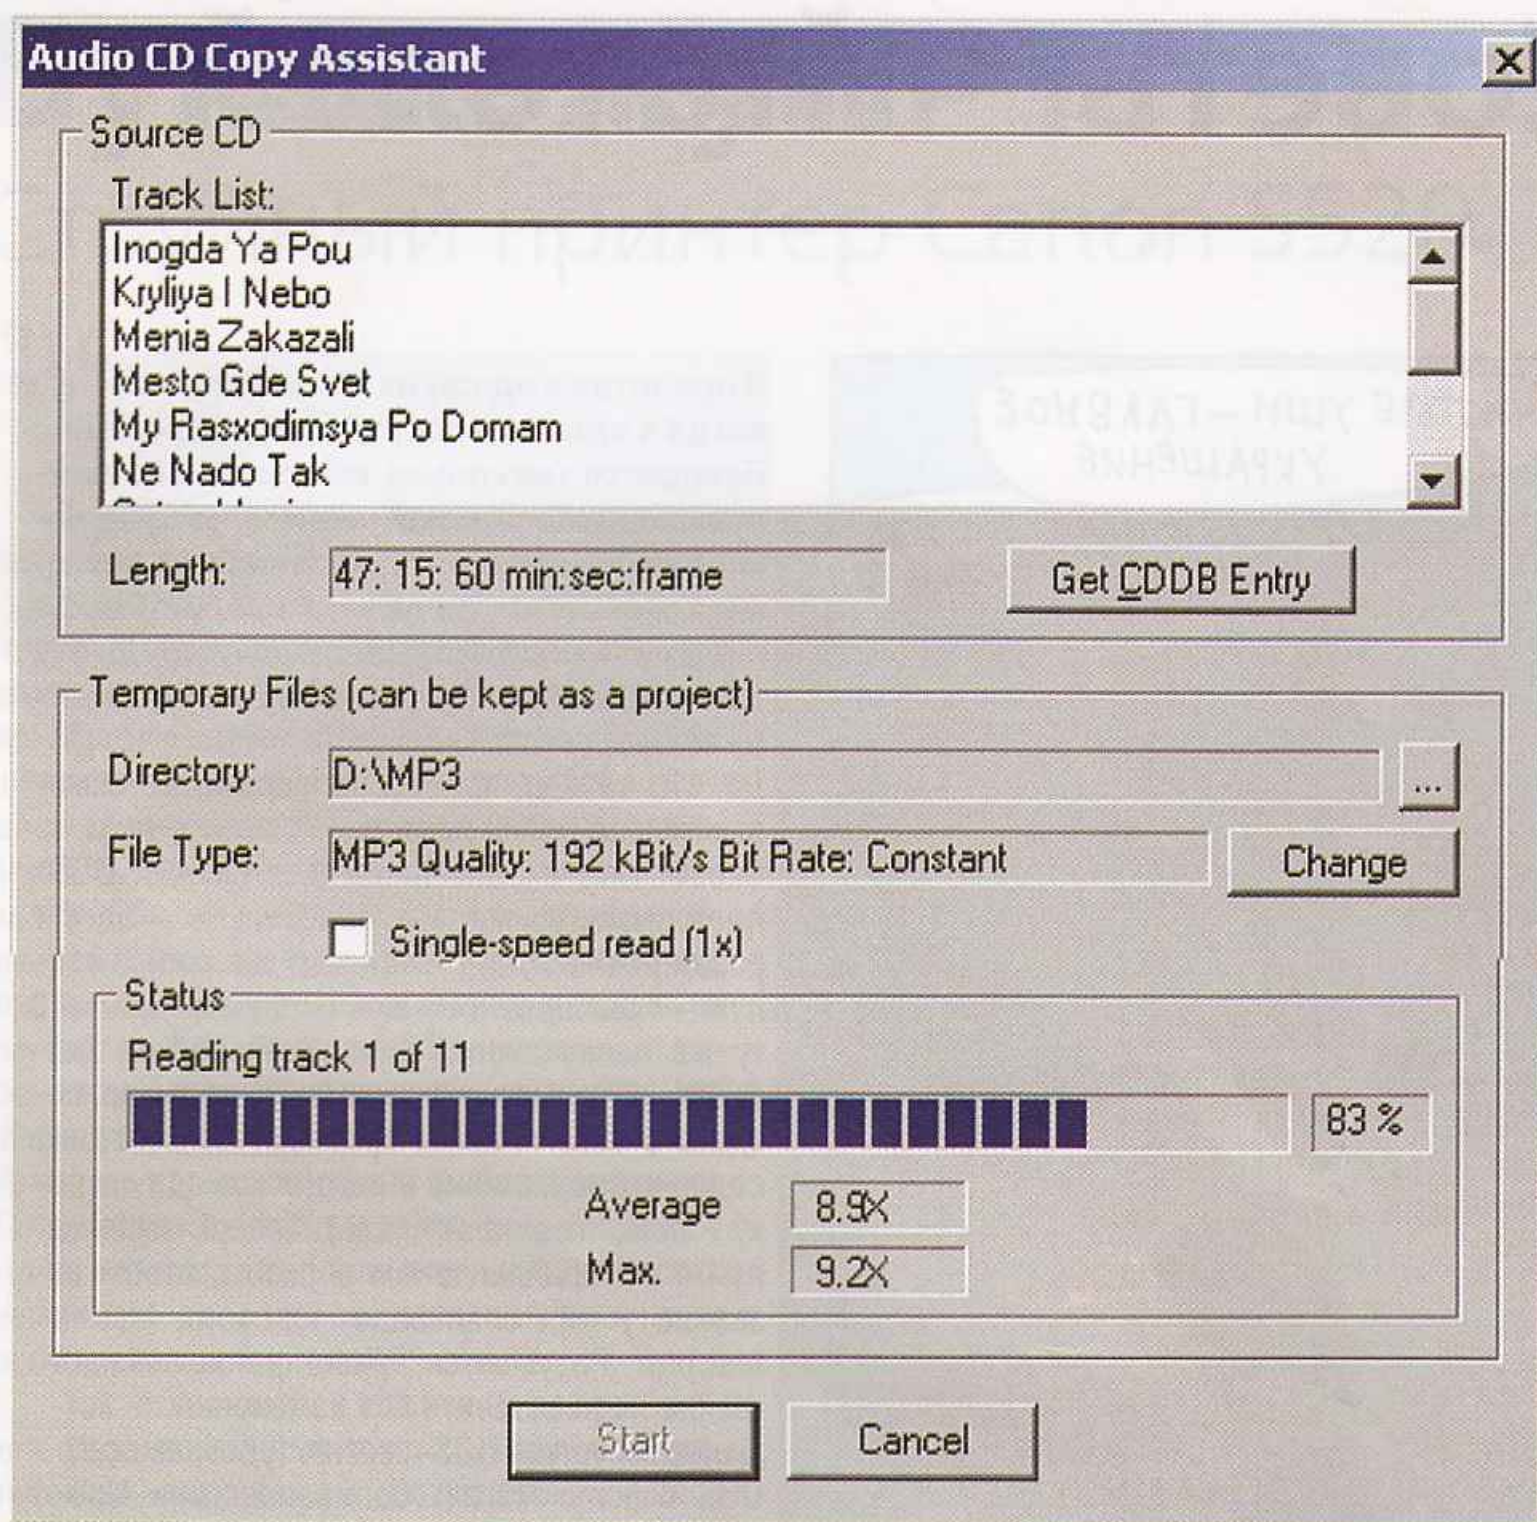 Audio CD Copy Assistant
Source CD
Track List:
Inogda Ya Pou
Kryliya I Nebo
Menia Zakazali
Mesto Gde Svet
My Rasxodimsya Po Domam
Ne Nado Tak
Length: 47: 15: 60 min:sec:frame Get CDDB Entry
Temporary Files (can be kept as a project)
Directory: D:\MP3 ...
File Type: MP3 Quality: 192 kBit/s Bit Rate: Constant Change
Single-speed read (1x)
Status
Reading track 1 of 11
83 %
Average 8.9X
Max. 9.2X
Start Cancel